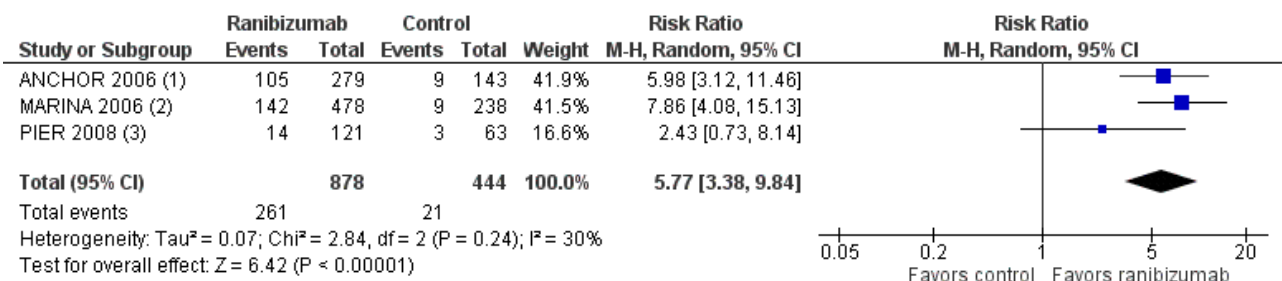 Ranibizumab Control Risk Ratio Risk Ratio
Study or Subgroup Events Total Events Total Weight M-H, Random, 95% CI M-H, Random, 95% CI
ANCHOR 2006 (1) 105 279 9 143 41.9% 5.98 [3.12, 11.46]
MARINA 2006 (2) 142 478 9 238 41.5% 7.86 [4.08, 15.13]
PIER 2008 (3) 14 121 3 63 16.6% 2.43 [0.73, 8.14]
Total (95% CI) 878 444 100.0% 5.77 [3.38, 9.84]
Total events 261 21
Heterogeneity: Tau² = 0.07; Chi² = 2.84, df = 2 (P = 0.24); I² = 30%
Test for overall effect: Z = 6.42 (P < 0.00001)
0.05 0.2 1 5 20
Favors control Favors ranibizumab